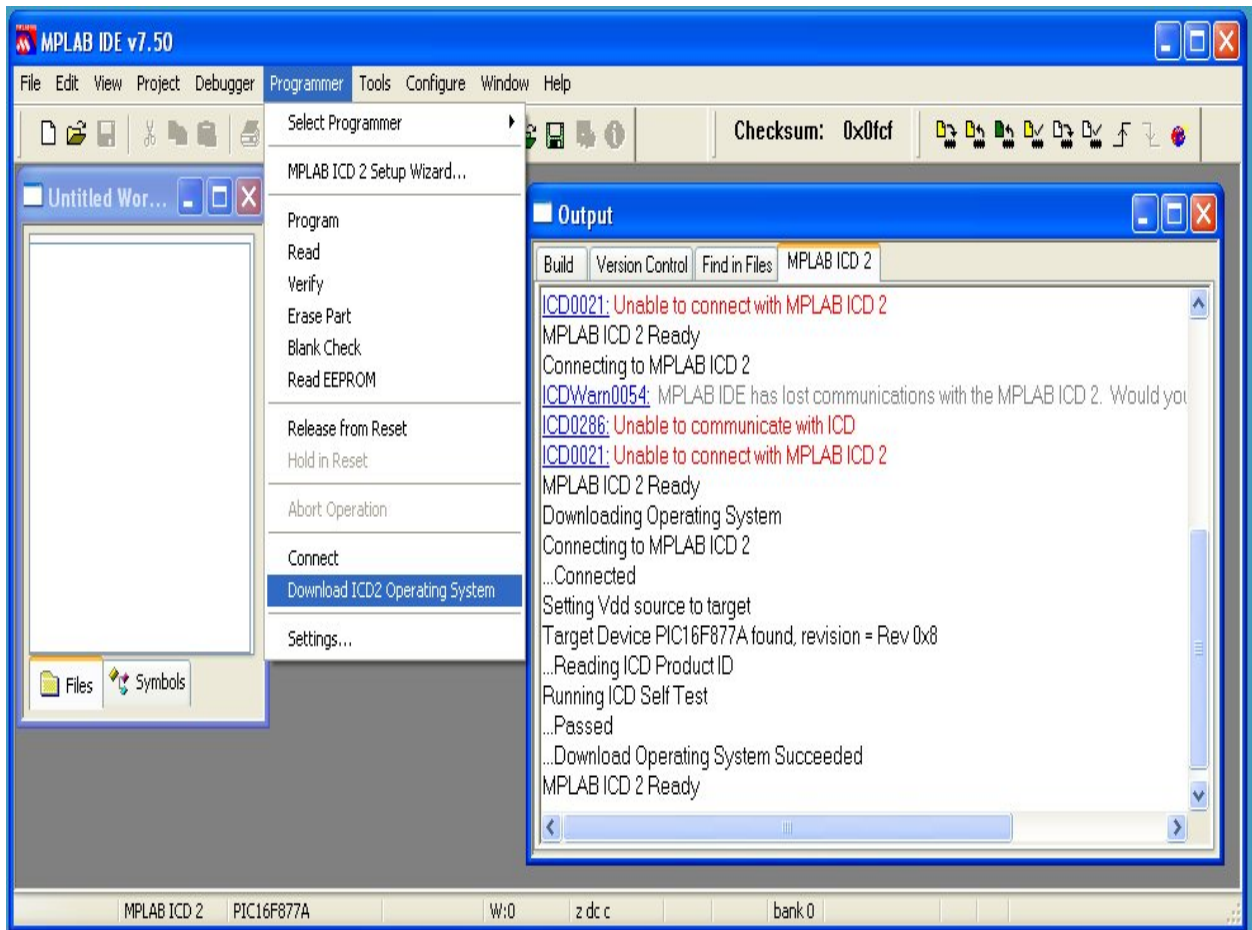 MPLAB IDE v7.50
File Edit View Project Debugger Programmer Tools Configure Window Help
Checksum: 0x0fcf
Select Programmer
MPLAB ICD 2 Setup Wizard...
Program
Read
Verify
Erase Part
Blank Check
Read EEPROM
Release from Reset
Hold in Reset
Abort Operation
Connect
Download ICD2 Operating System
Settings...
Untitled Wor...
Files Symbols
Output
Build Version Control Find in Files MPLAB ICD 2
ICD0021: Unable to connect with MPLAB ICD 2
MPLAB ICD 2 Ready
Connecting to MPLAB ICD 2
ICDWarn0054: MPLAB IDE has lost communications with the MPLAB ICD 2. Would you
ICD0286: Unable to communicate with ICD
ICD0021: Unable to connect with MPLAB ICD 2
MPLAB ICD 2 Ready
Downloading Operating System
Connecting to MPLAB ICD 2
...Connected
Setting Vdd source to target
Target Device PIC16F877A found, revision = Rev 0x8
...Reading ICD Product ID
Running ICD Self Test
...Passed
...Download Operating System Succeeded
MPLAB ICD 2 Ready
MPLAB ICD 2 PIC16F877A W:0 z dc c bank 0